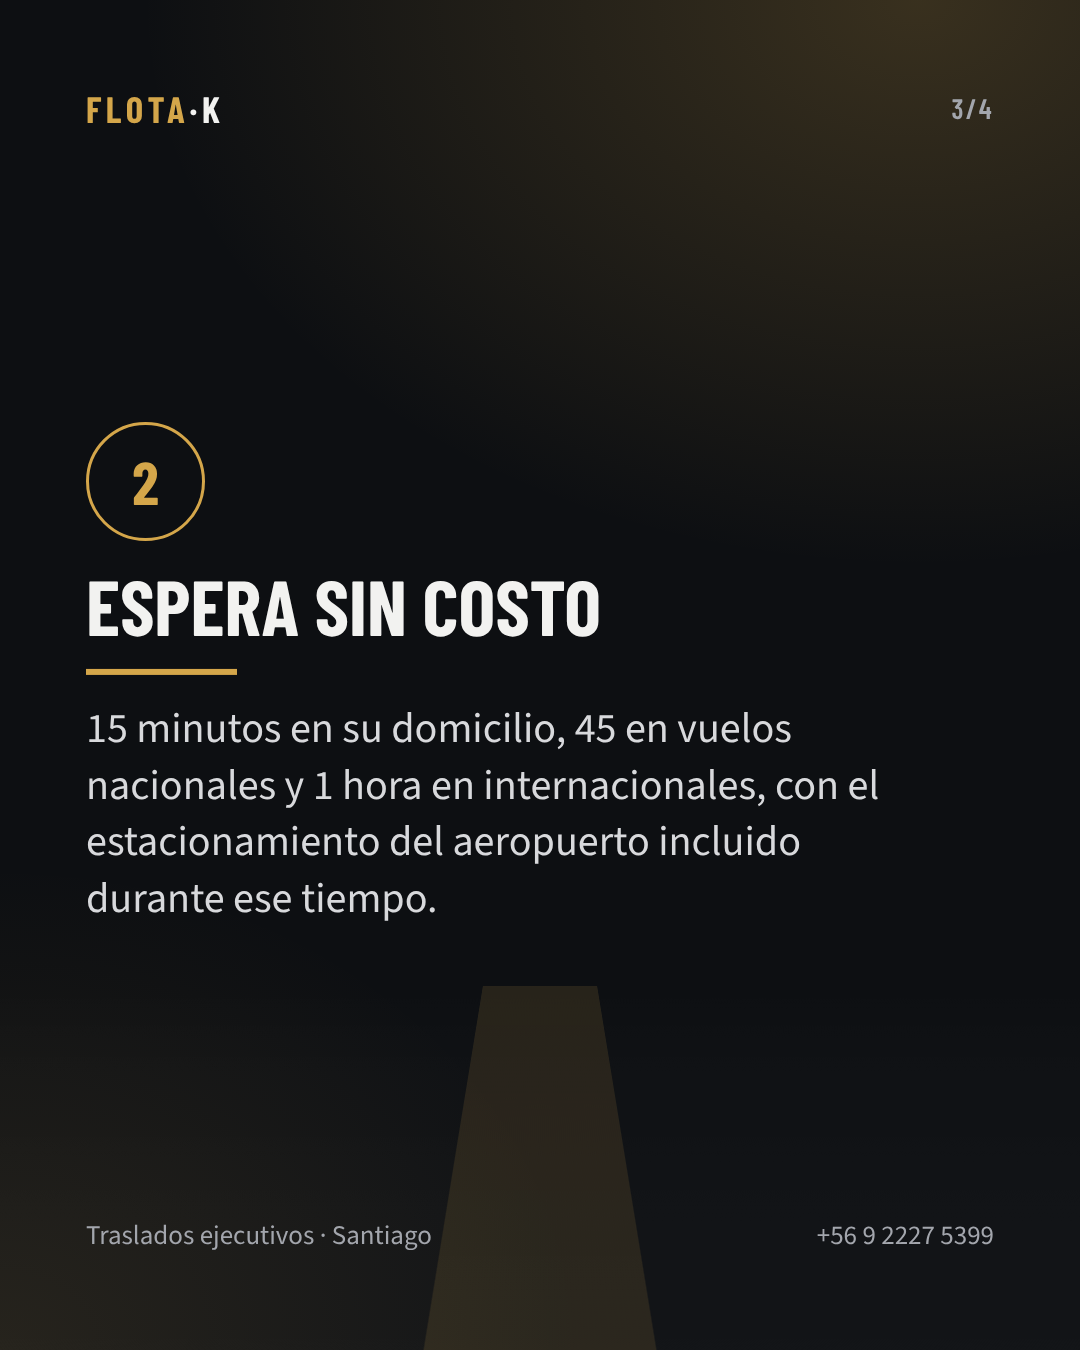 FLOTA·K
3/4
2
ESPERA SIN COSTO
15 minutos en su domicilio, 45 en vuelos
nacionales y 1 hora en internacionales, con el
estacionamiento del aeropuerto incluido
durante ese tiempo.
Traslados ejecutivos · Santiago
+56 9 2227 5399